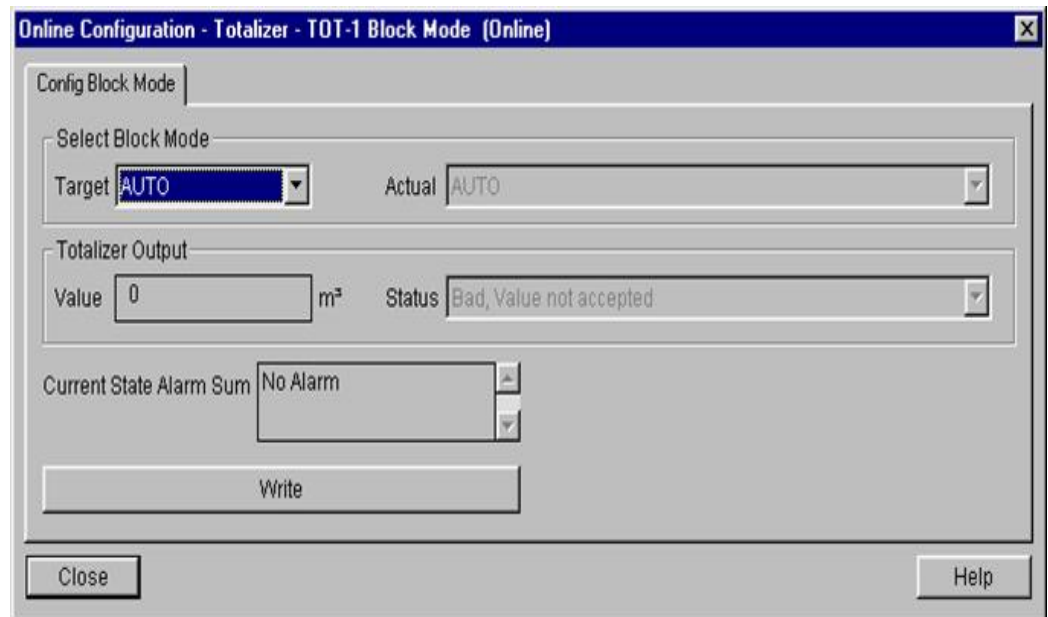 Online Configuration - Totalizer - TOT-1 Block Mode (Online)
Config Block Mode
Select Block Mode
Target AUTO Actual AUTO
Totalizer Output
Value 0 m³ Status Bad, Value not accepted
Current State Alarm Sum No Alarm
Write
Close Help